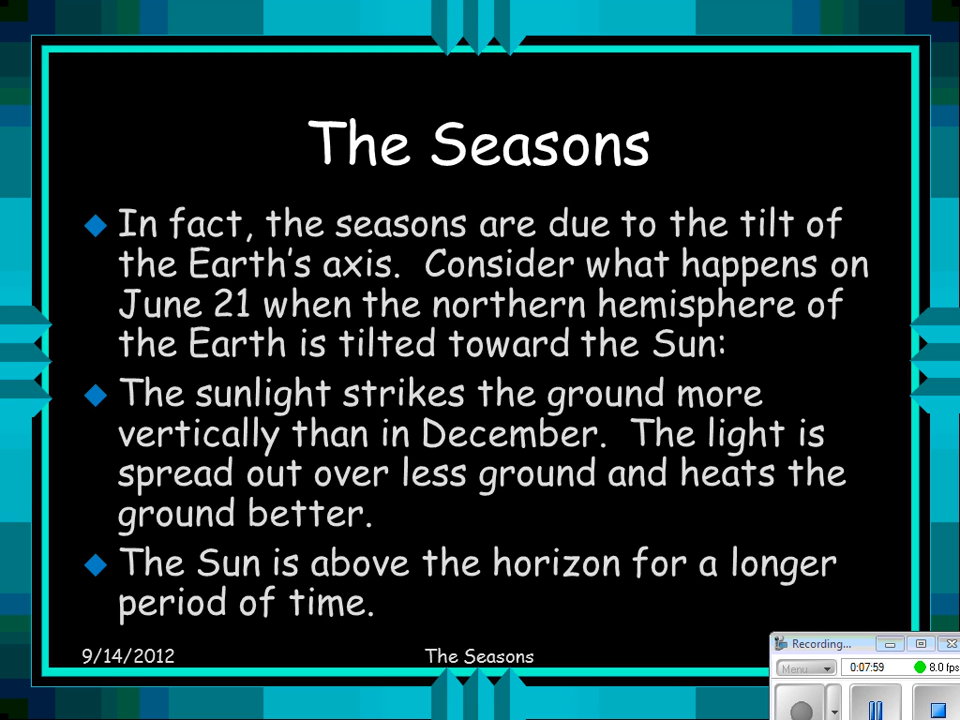 The Seasons
In fact, the seasons are due to the tilt of
the Earth's axis.  Consider what happens on
June 21 when the northern hemisphere of
the Earth is tilted toward the Sun:
The sunlight strikes the ground more
vertically than in December.  The light is
spread out over less ground and heats the
ground better.
The Sun is above the horizon for a longer
period of time.
9/14/2012
The Seasons
Recording...
Menu
0:07:59
8.0 fps